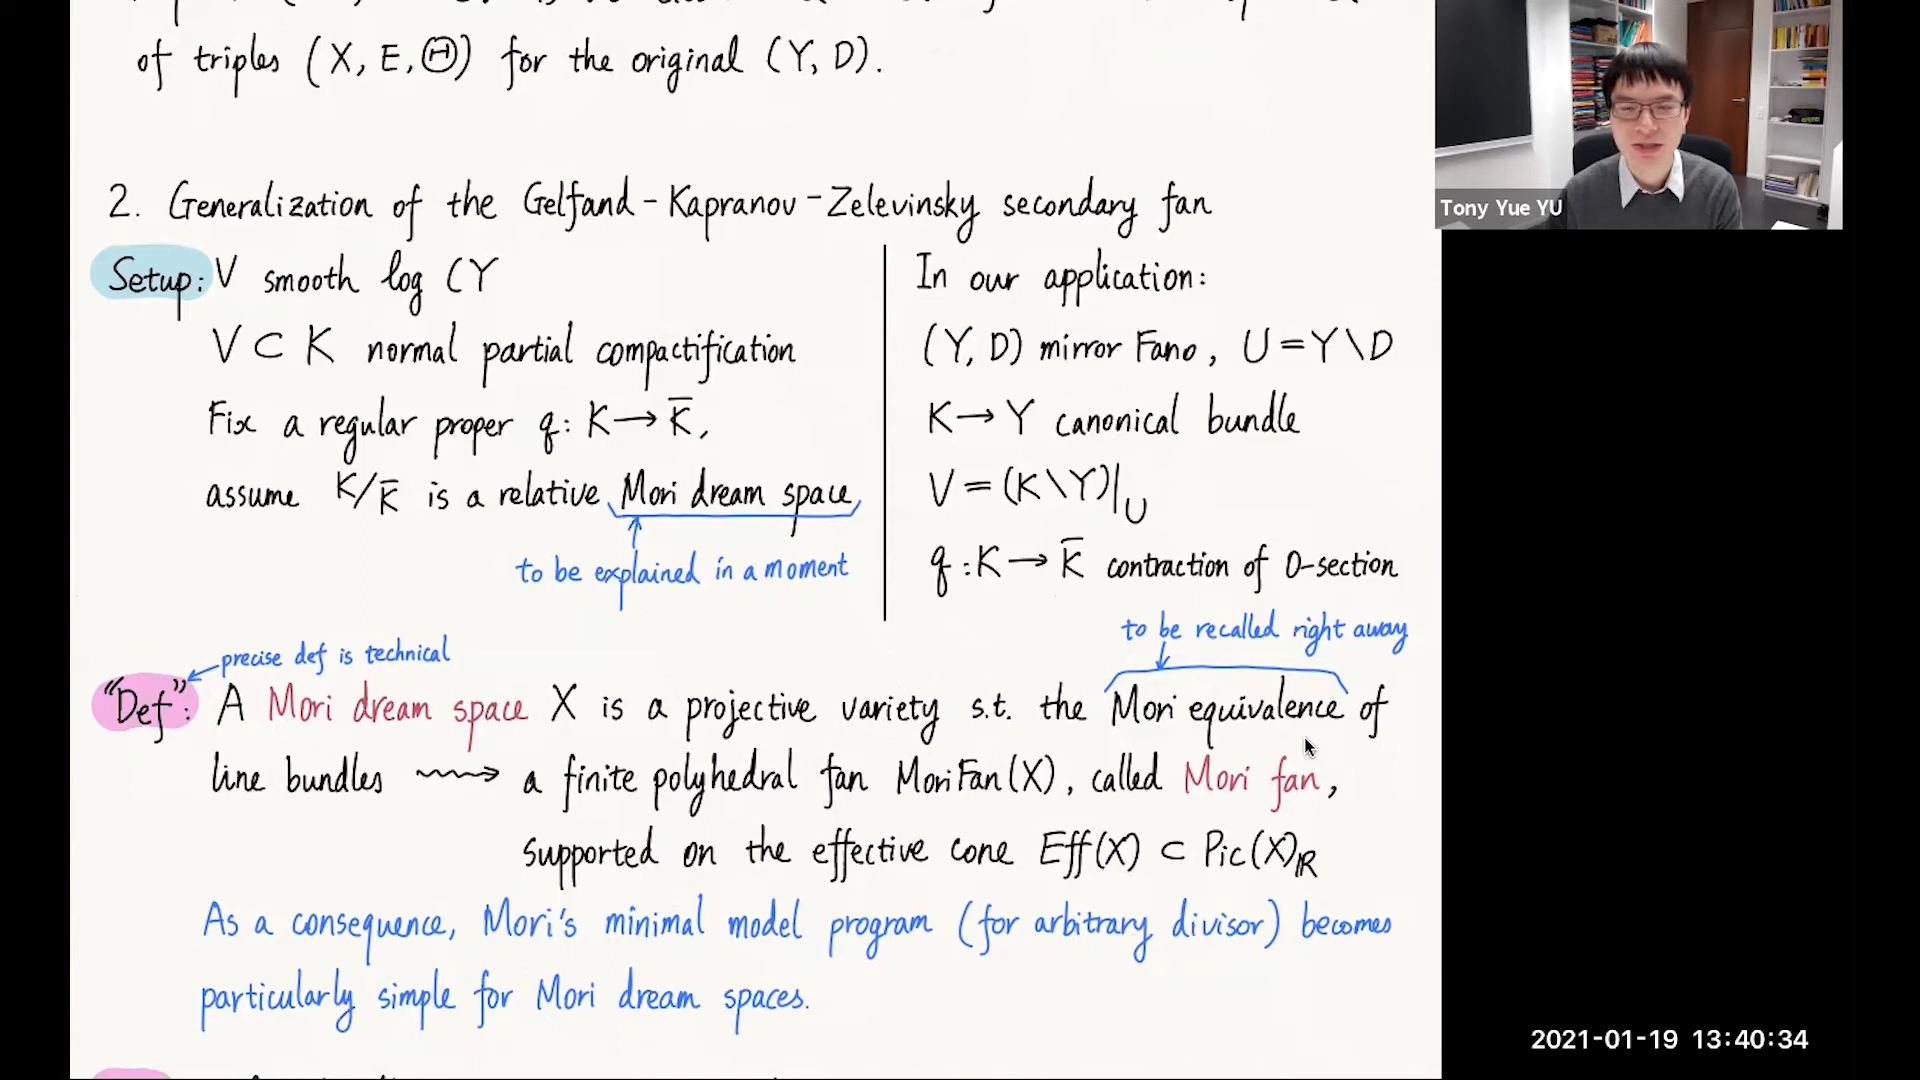 of triples (X, E, Ⓗ) for the original (Y, D).
2. Generalization of the Gelfand-Kapranov-Zelevinsky secondary fan
Setup: V smooth log CY
V ⊂ K normal partial compactification
Fix a regular proper q: K → K̅,
assume K/K̅ is a relative Mori dream space
to be explained in a moment
In our application:
(Y, D) mirror Fano, U = Y \ D
K → Y canonical bundle
V = (K \ Y)|_U
q: K → K̅ contraction of 0-section
to be recalled right away
precise def is technical
"Def": A Mori dream space X is a projective variety s.t. the Mori equivalence of
line bundles ⇝ a finite polyhedral fan MoriFan(X), called Mori fan,
supported on the effective cone Eff(X) ⊂ Pic(X)_ℝ
As a consequence, Mori's minimal model program (for arbitrary divisor) becomes
particularly simple for Mori dream spaces.
Tony Yue YU
2021-01-19 13:40:34